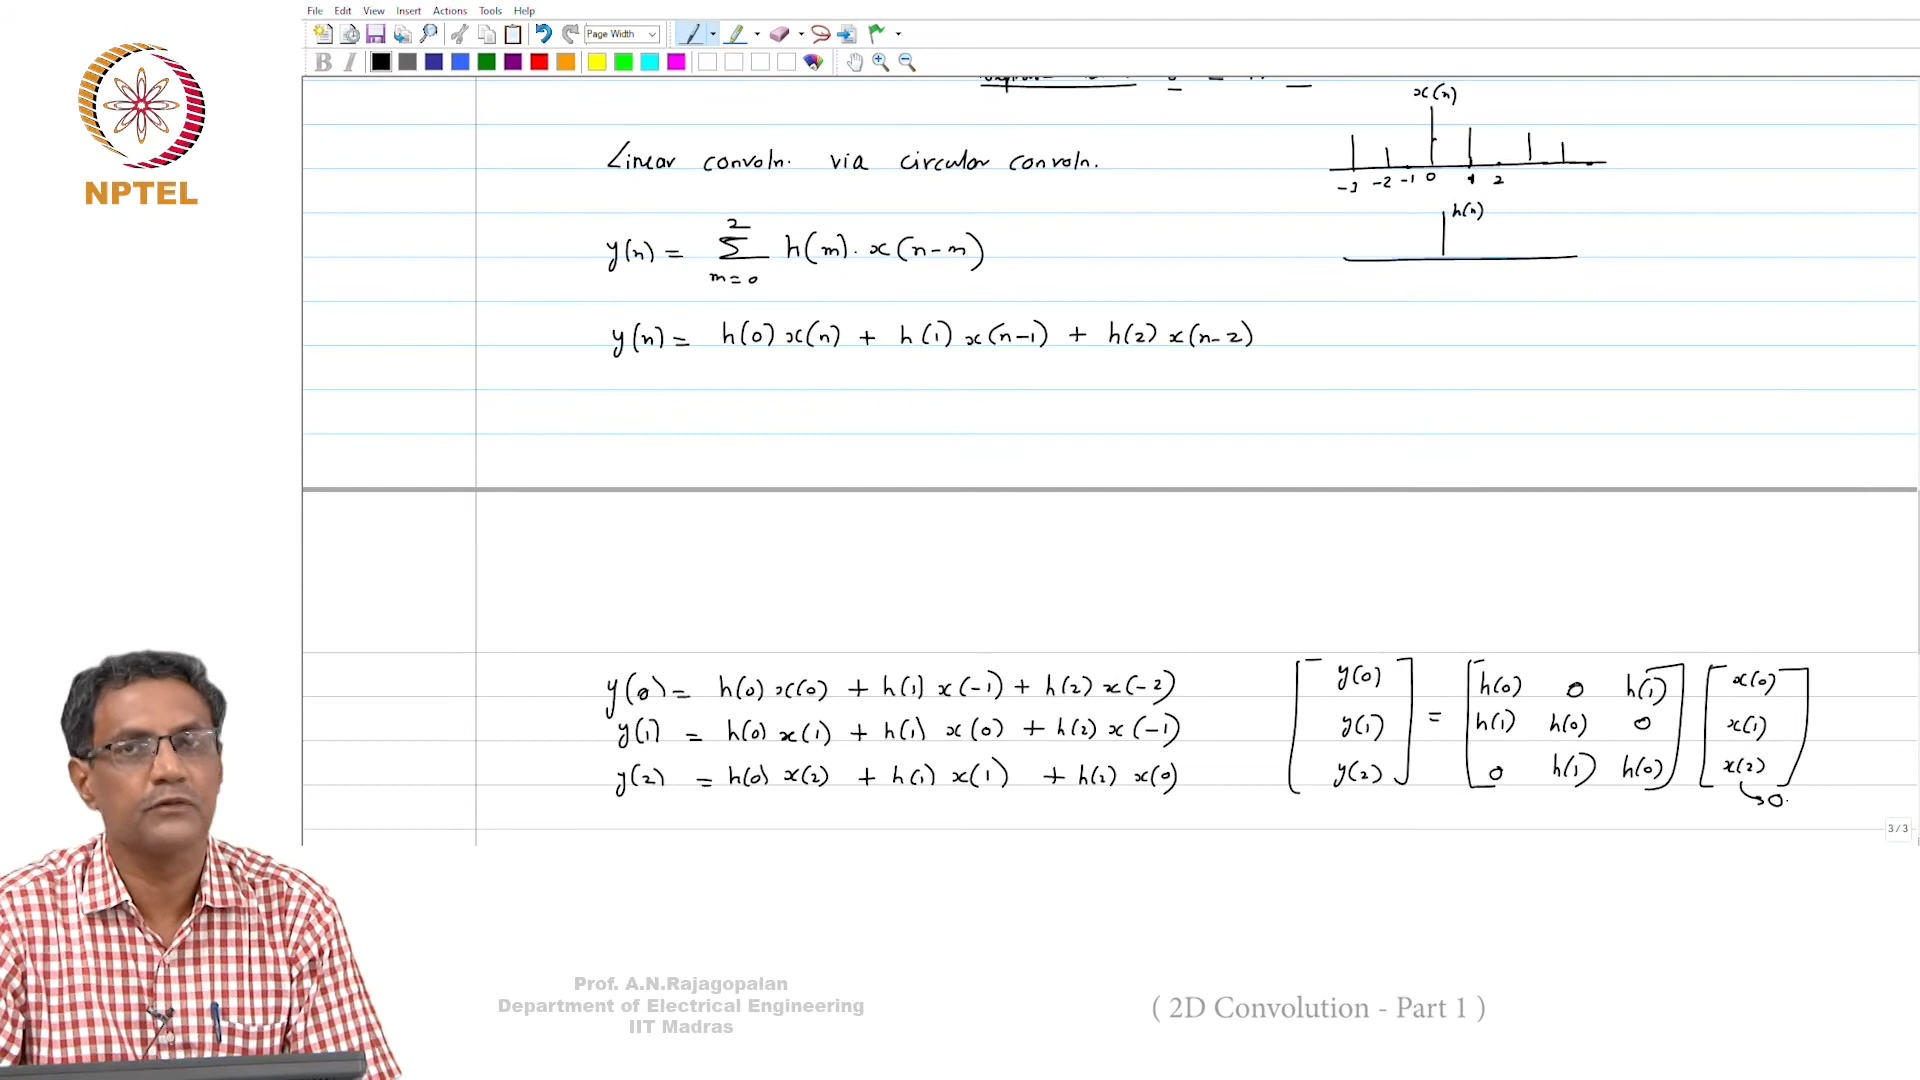 File Edit View Insert Actions Tools Help
Page Width
B I
NPTEL
x(n)
-3 -2 -1 0 1 2
h(n)
Linear convoln. via circular convoln.
y(n) = 2 Σ m=0 h(m). x(n-m)
y(n) = h(0) x(n) + h(1) x(n-1) + h(2) x(n-2)
y(0) = h(0) x(0) + h(1) x(-1) + h(2) x(-2)
y(1) = h(0) x(1) + h(1) x(0) + h(2) x(-1)
y(2) = h(0) x(2) + h(1) x(1) + h(2) x(0)
y(0) h(0) 0 h(1) x(0)
y(1) = h(1) h(0) 0 x(1)
y(2) 0 h(1) h(0) x(2)
→0.
3/3
Prof. A.N.Rajagopalan
Department of Electrical Engineering
IIT Madras
( 2D Convolution - Part 1 )